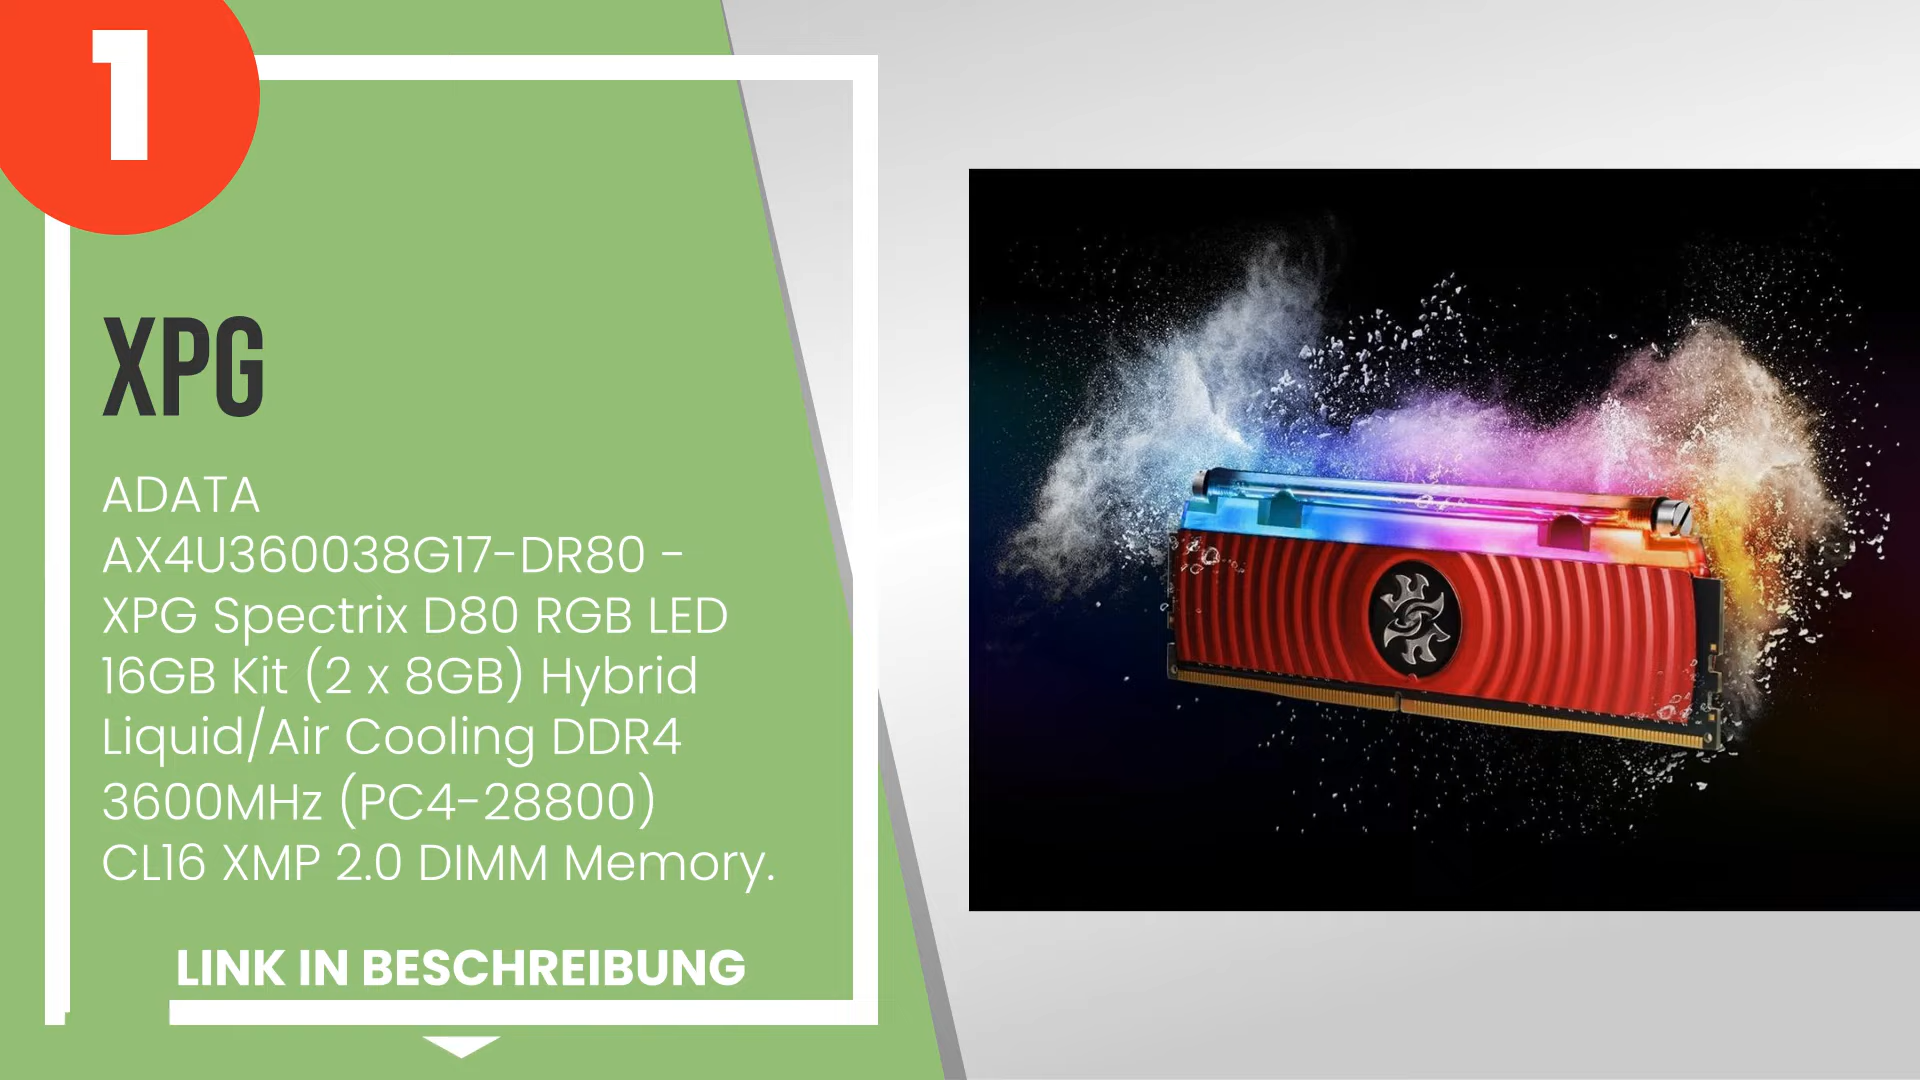 1
XPG
ADATA
AX4U360038G17-DR80 -
XPG Spectrix D80 RGB LED
16GB Kit (2 x 8GB) Hybrid
Liquid/Air Cooling DDR4
3600MHz (PC4-28800)
CL16 XMP 2.0 DIMM Memory.
LINK IN BESCHREIBUNG